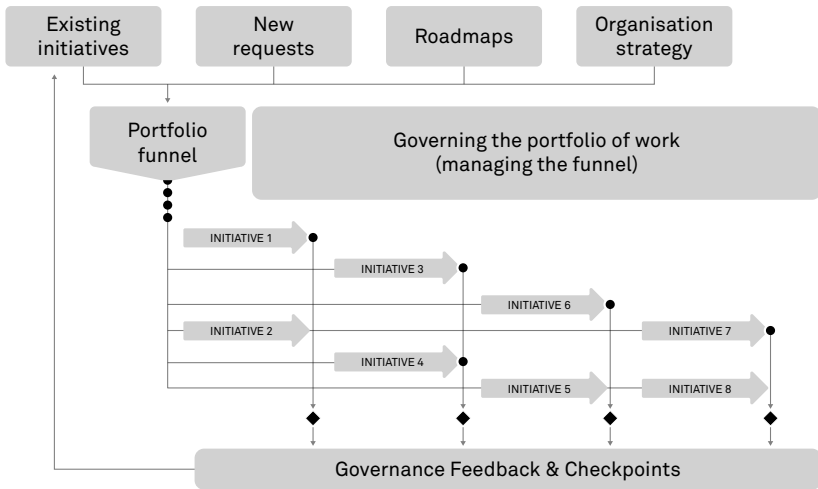 Existing
initiatives
New
requests
Roadmaps
Organisation
strategy
Portfolio
funnel
Governing the portfolio of work
(managing the funnel)
INITIATIVE 1
INITIATIVE 3
INITIATIVE 6
INITIATIVE 2
INITIATIVE 7
INITIATIVE 4
INITIATIVE 5
INITIATIVE 8
Governance Feedback & Checkpoints